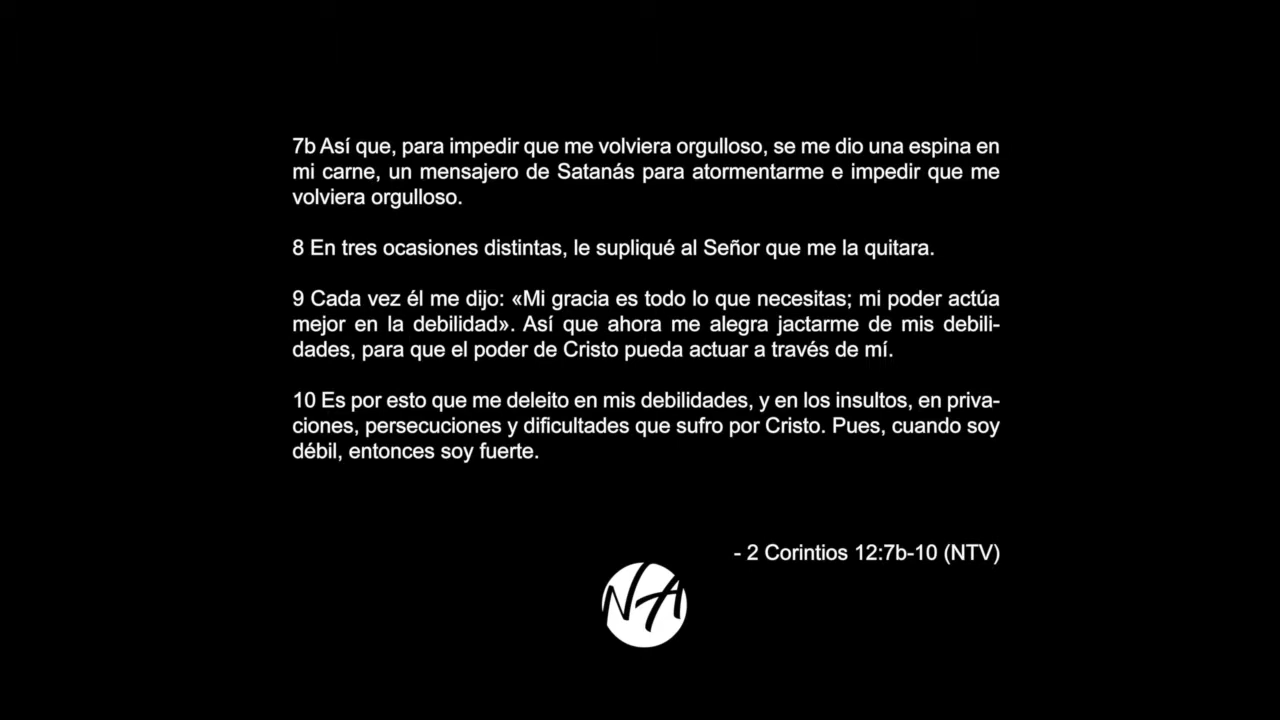 7b Así que, para impedir que me volviera orgulloso, se me dio una espina en
mi carne, un mensajero de Satanás para atormentarme e impedir que me
volviera orgulloso.
8 En tres ocasiones distintas, le supliqué al Señor que me la quitara.
9 Cada vez él me dijo: «Mi gracia es todo lo que necesitas; mi poder actúa
mejor en la debilidad». Así que ahora me alegra jactarme de mis debili-
dades, para que el poder de Cristo pueda actuar a través de mí.
10 Es por esto que me deleito en mis debilidades, y en los insultos, en priva-
ciones, persecuciones y dificultades que sufro por Cristo. Pues, cuando soy
débil, entonces soy fuerte.
- 2 Corintios 12:7b-10 (NTV)
NA